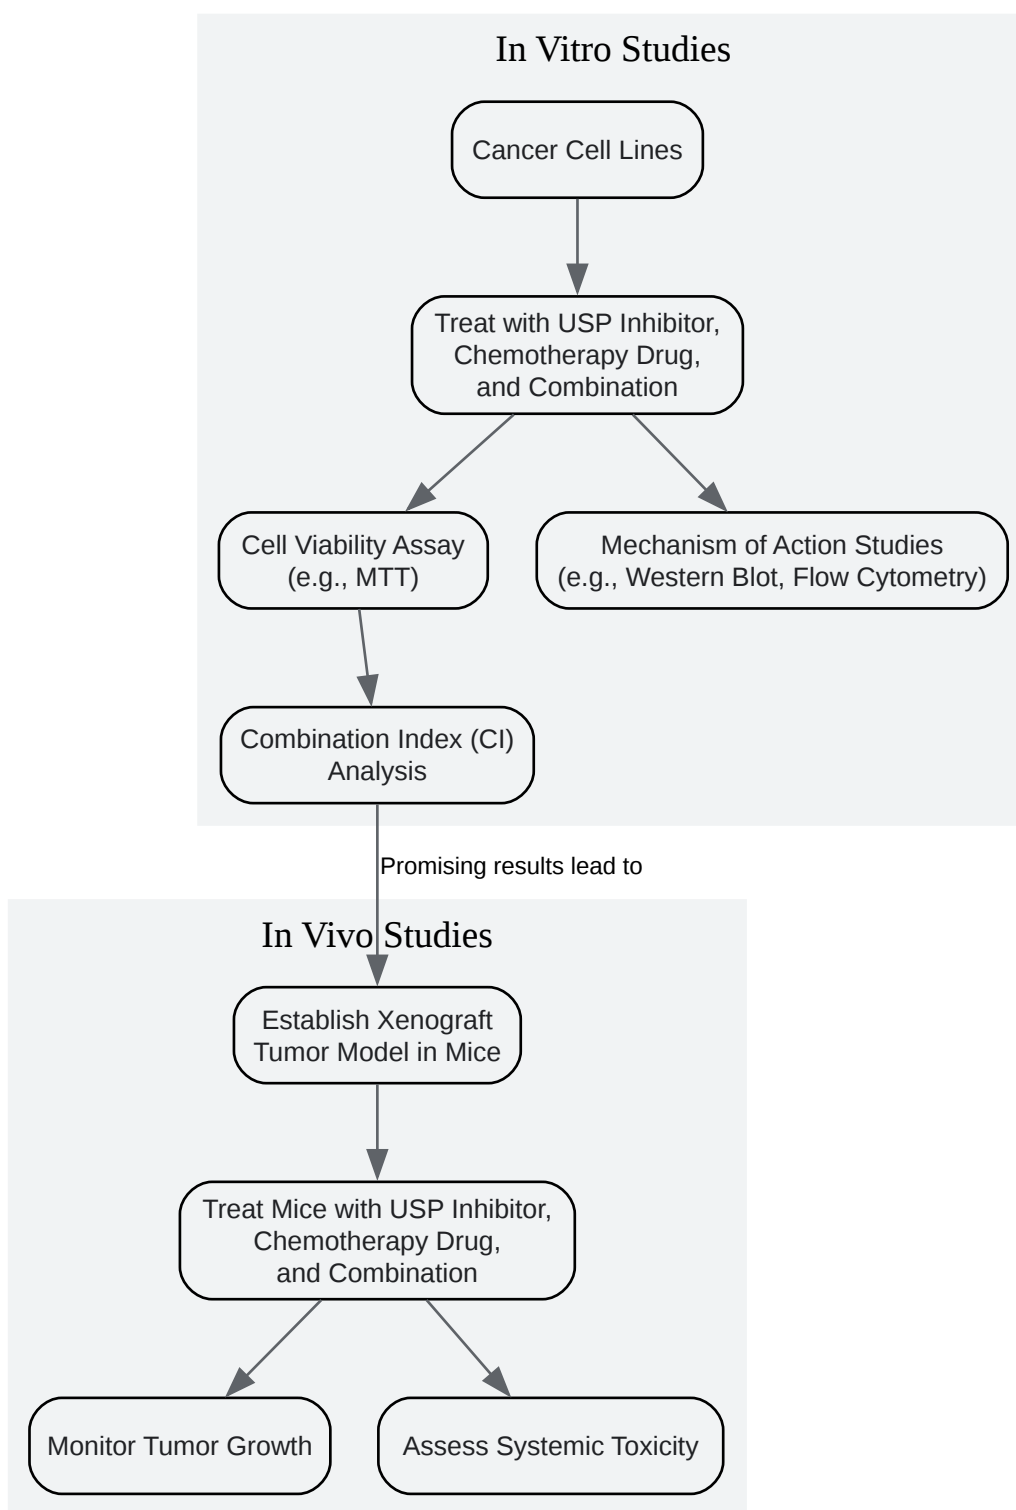 In Vitro Studies
Cancer Cell Lines
Treat with USP Inhibitor,
Chemotherapy Drug,
and Combination
Cell Viability Assay
(e.g., MTT)
Mechanism of Action Studies
(e.g., Western Blot, Flow Cytometry)
Combination Index (CI)
Analysis
Promising results lead to
In Vivo Studies
Establish Xenograft
Tumor Model in Mice
Treat Mice with USP Inhibitor,
Chemotherapy Drug,
and Combination
Monitor Tumor Growth
Assess Systemic Toxicity